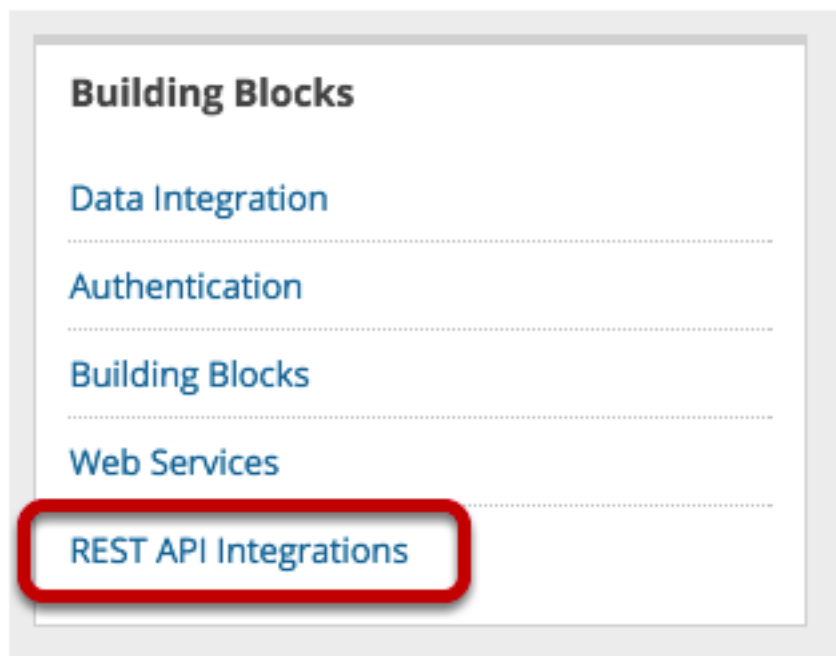 Building Blocks
Data Integration
Authentication
Building Blocks
Web Services
REST API Integrations